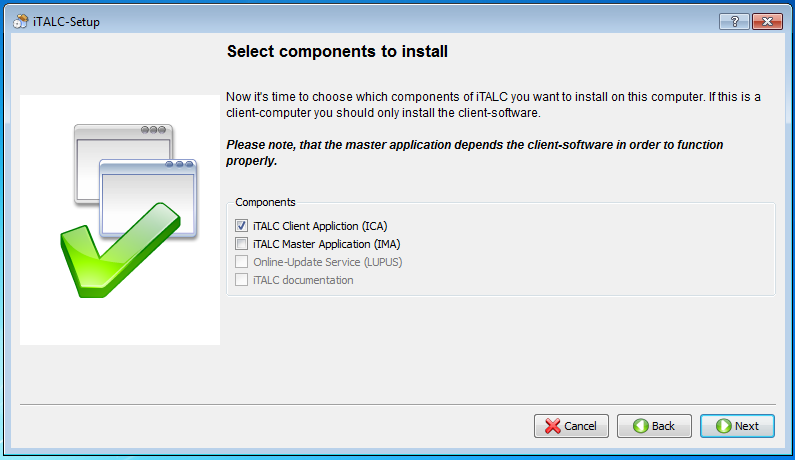 iTALC-Setup
Select components to install
Now it's time to choose which components of iTALC you want to install on this computer. If this is a
client-computer you should only install the client-software.
Please note, that the master application depends the client-software in order to function
properly.
Components
iTALC Client Appliction (ICA)
iTALC Master Application (IMA)
Online-Update Service (LUPUS)
iTALC documentation
Cancel Back Next